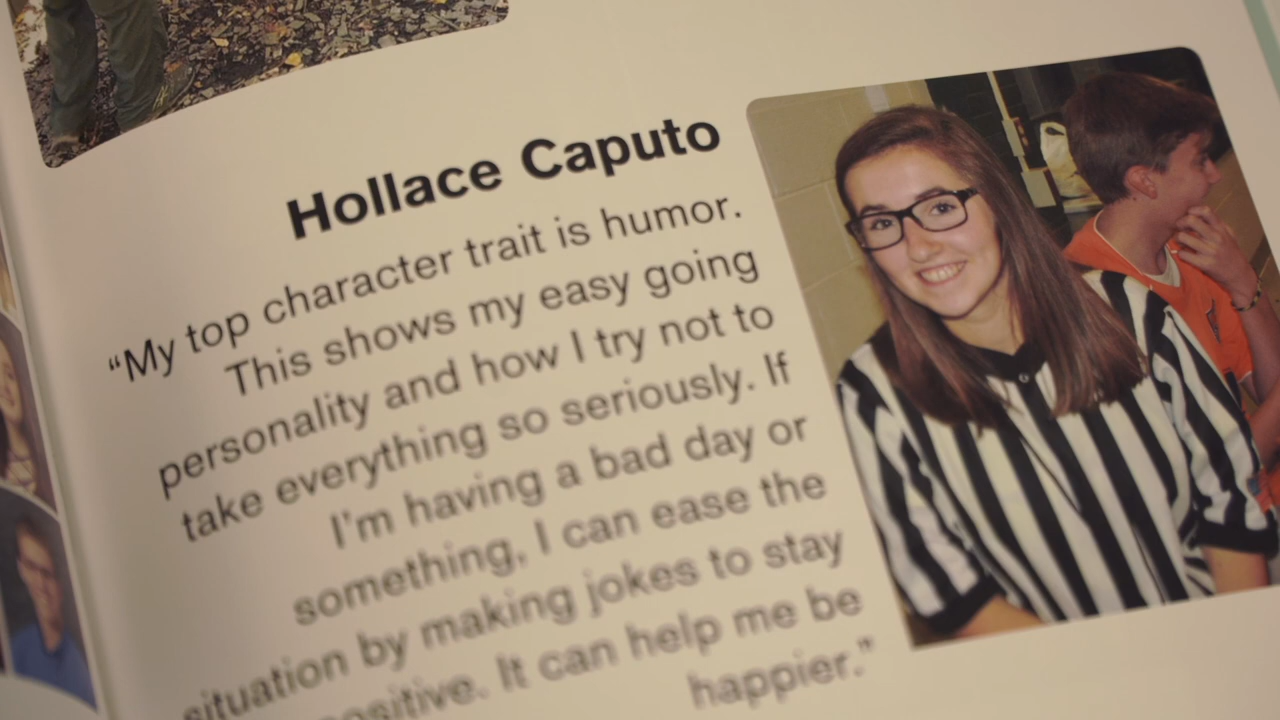 Hollace Caputo
“My top character trait is humor.
This shows my easy going
personality and how I try not to
take everything so seriously. If
I'm having a bad day or
something, I can ease the
situation by making jokes to stay
positive. It can help me be
happier.”